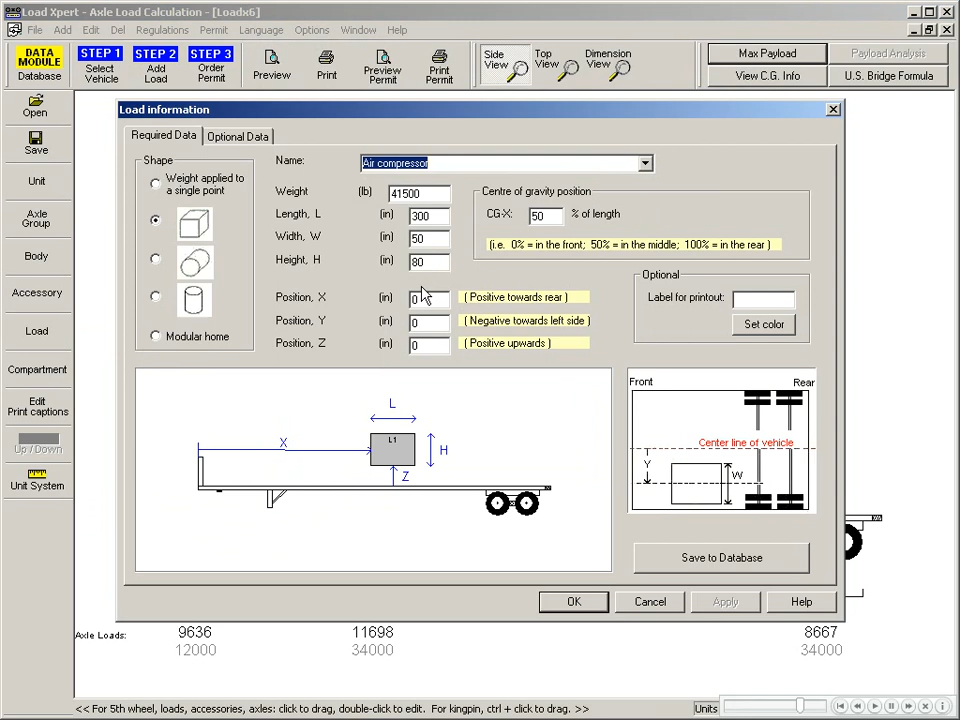 Load Xpert - Axle Load Calculation - [Loadx6]
File Add Edit Del Regulations Permit Language Options Window Help
DATA MODULE Database
STEP 1 Select Vehicle
STEP 2 Add Load
STEP 3 Order Permit
Preview
Print
Preview Permit
Print Permit
Side View
Top View
Dimension View
Max Payload
Payload Analysis
View C.G. Info
U.S. Bridge Formula
Open
Save
Unit
Axle Group
Body
Accessory
Load
Compartment
Edit Print captions
Up / Down
Unit System
Load information
Required Data
Optional Data
Shape
Weight applied to a single point
Modular home
Name: Air compressor
Weight (lb) 41500
Length, L (in) 300
Width, W (in) 50
Height, H (in) 80
Position, X (in) 0 ( Positive towards rear )
Position, Y (in) 0 ( Negative towards left side )
Position, Z (in) 0 ( Positive upwards )
Centre of gravity position
CG-X: 50 % of length
(i.e. 0% = in the front; 50% = in the middle; 100% = in the rear )
Optional
Label for printout:
Set color
L
X
L1
H
Z
Front Rear
Center line of vehicle
Y
W
Save to Database
OK
Cancel
Apply
Help
Axle Loads: 9636 11698 8667
12000 34000 34000
<< For 5th wheel, loads, accessories, axles: click to drag, double-click to edit. For kingpin, ctrl + click to drag. >>
Units